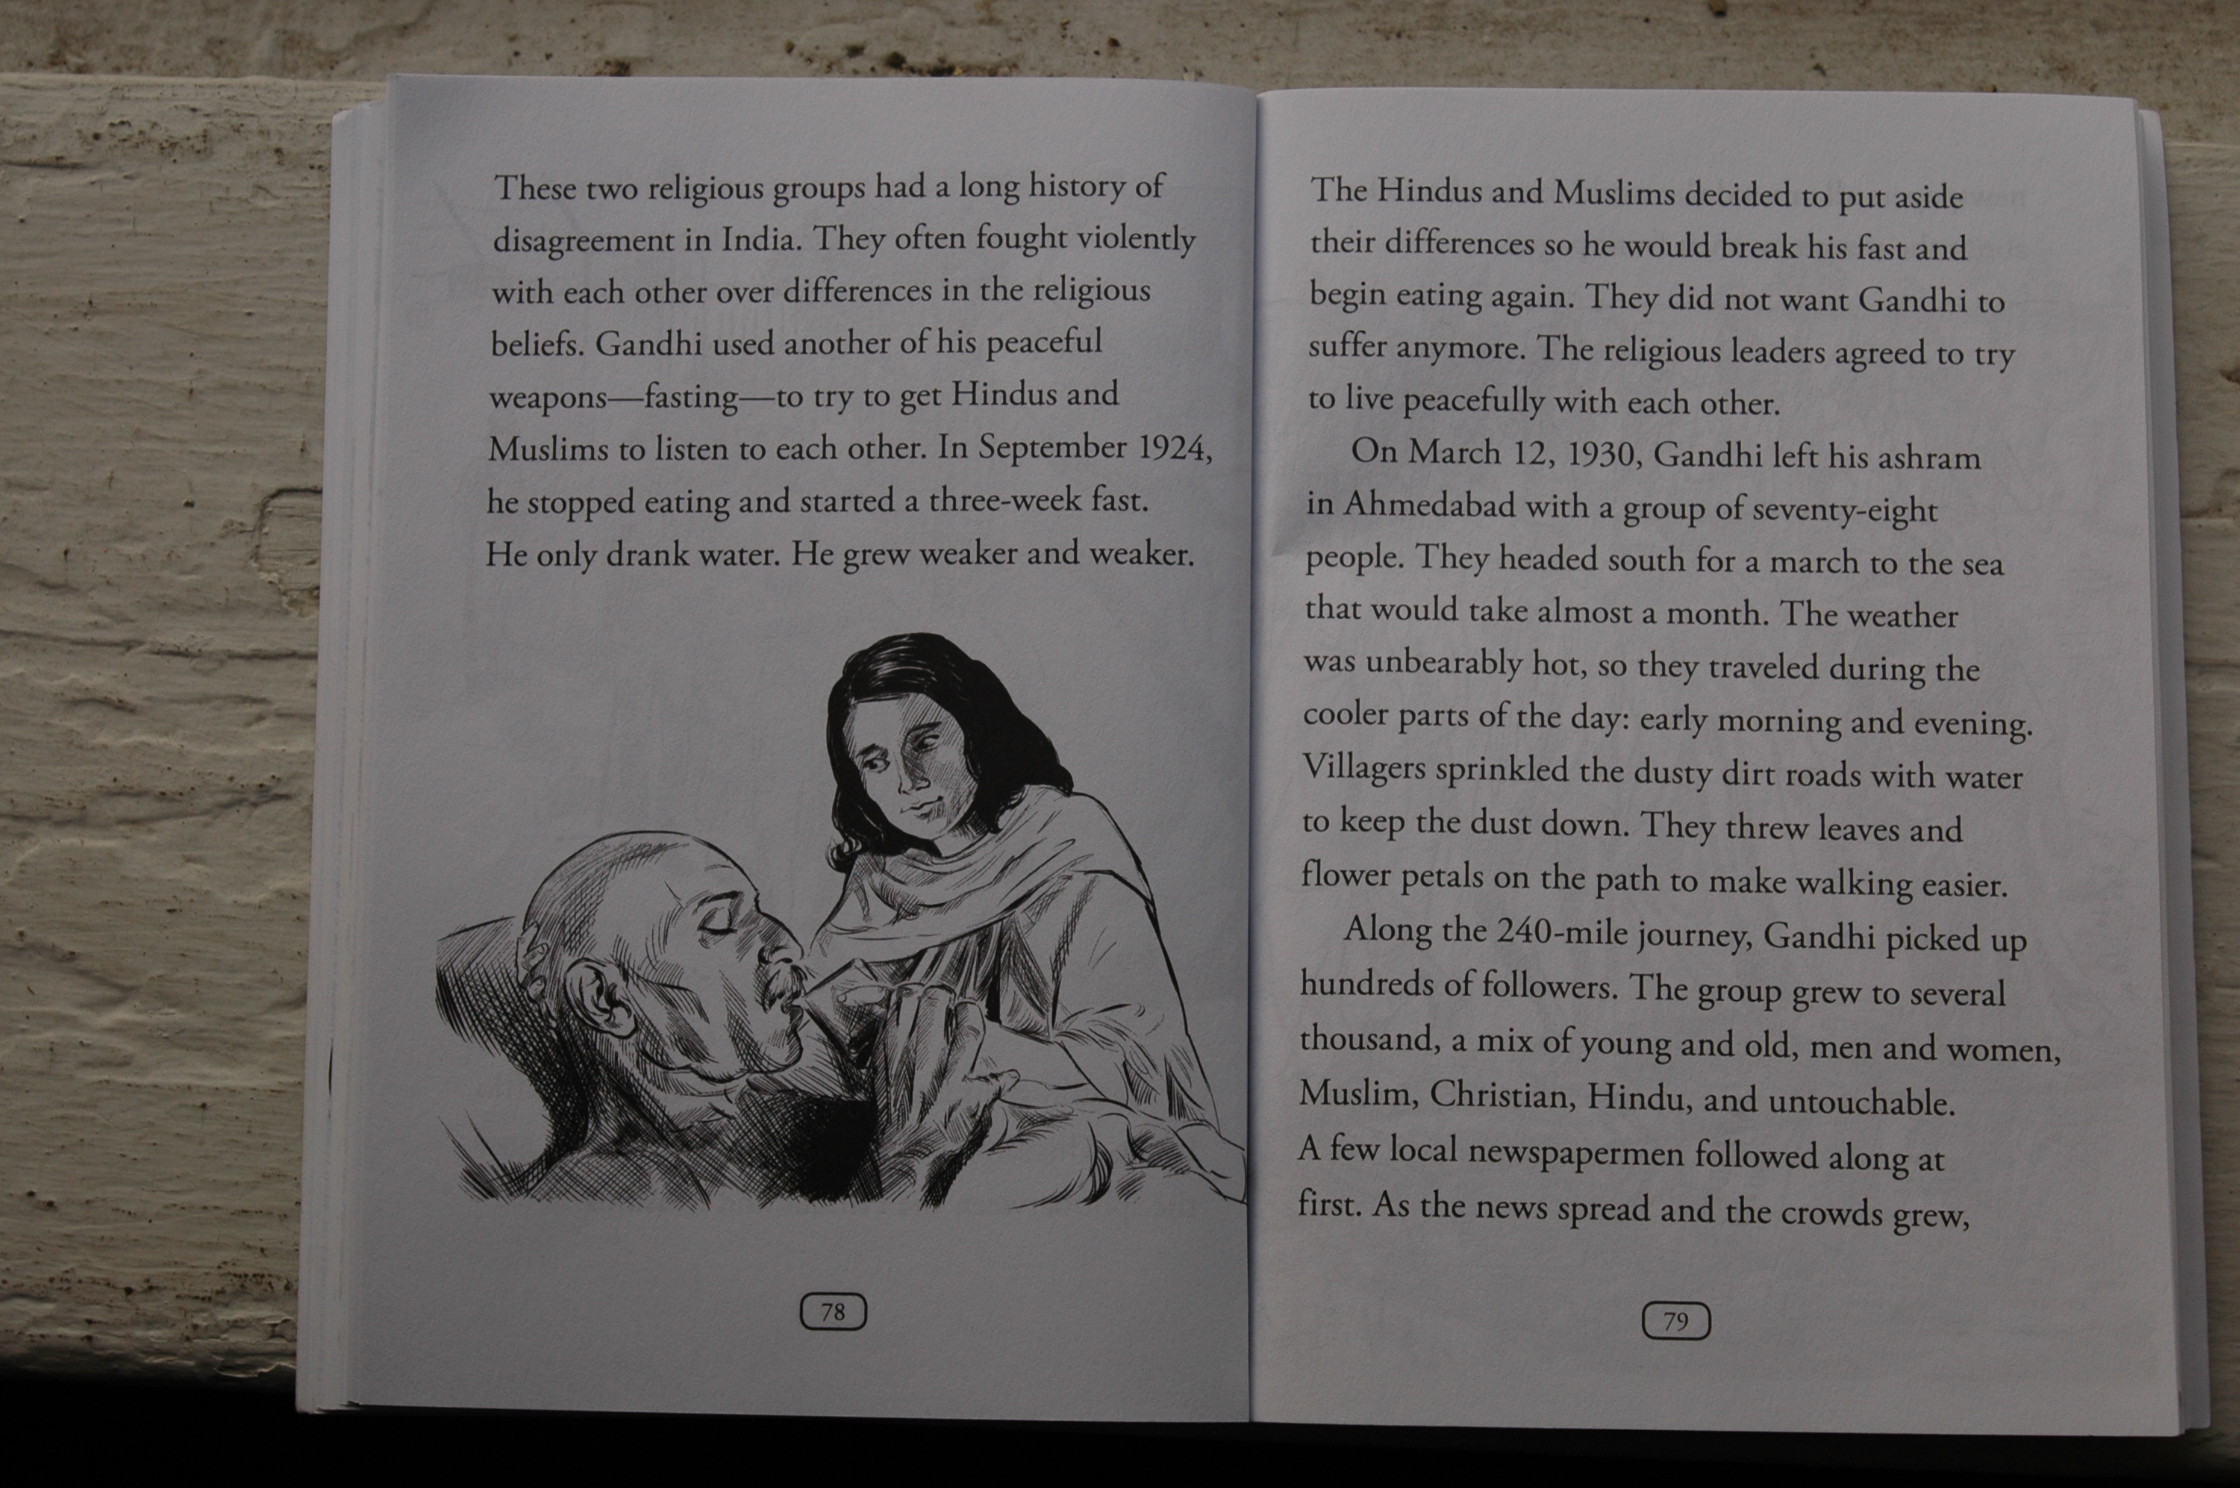 These two religious groups had a long history of
disagreement in India. They often fought violently
with each other over differences in the religious
beliefs. Gandhi used another of his peaceful
weapons—fasting—to try to get Hindus and
Muslims to listen to each other. In September 1924,
he stopped eating and started a three-week fast.
He only drank water. He grew weaker and weaker.
78
The Hindus and Muslims decided to put aside
their differences so he would break his fast and
begin eating again. They did not want Gandhi to
suffer anymore. The religious leaders agreed to try
to live peacefully with each other.
On March 12, 1930, Gandhi left his ashram
in Ahmedabad with a group of seventy-eight
people. They headed south for a march to the sea
that would take almost a month. The weather
was unbearably hot, so they traveled during the
cooler parts of the day: early morning and evening.
Villagers sprinkled the dusty dirt roads with water
to keep the dust down. They threw leaves and
flower petals on the path to make walking easier.
Along the 240-mile journey, Gandhi picked up
hundreds of followers. The group grew to several
thousand, a mix of young and old, men and women,
Muslim, Christian, Hindu, and untouchable.
A few local newspapermen followed along at
first. As the news spread and the crowds grew,
79